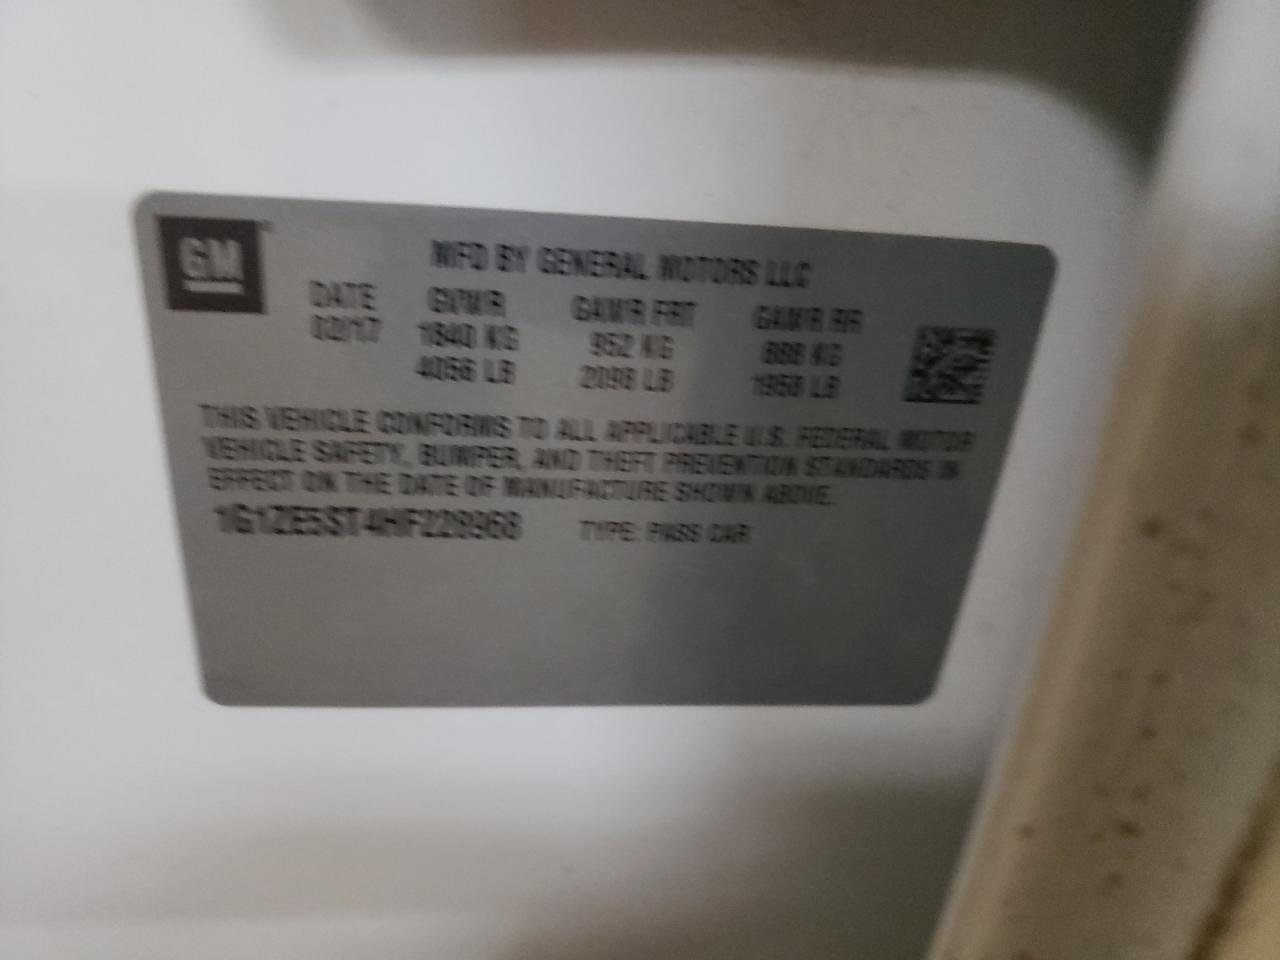 GM
MFD BY GENERAL MOTORS LLC
DATE GVWR GAWR FRT GAWR RR
02/17 1840 KG 952 KG 888 KG
4056 LB 2098 LB 1958 LB
THIS VEHICLE CONFORMS TO ALL APPLICABLE U.S. FEDERAL MOTOR
VEHICLE SAFETY, BUMPER, AND THEFT PREVENTION STANDARDS IN
EFFECT ON THE DATE OF MANUFACTURE SHOWN ABOVE.
1G1ZE5ST4HF228968 TYPE: PASS CAR